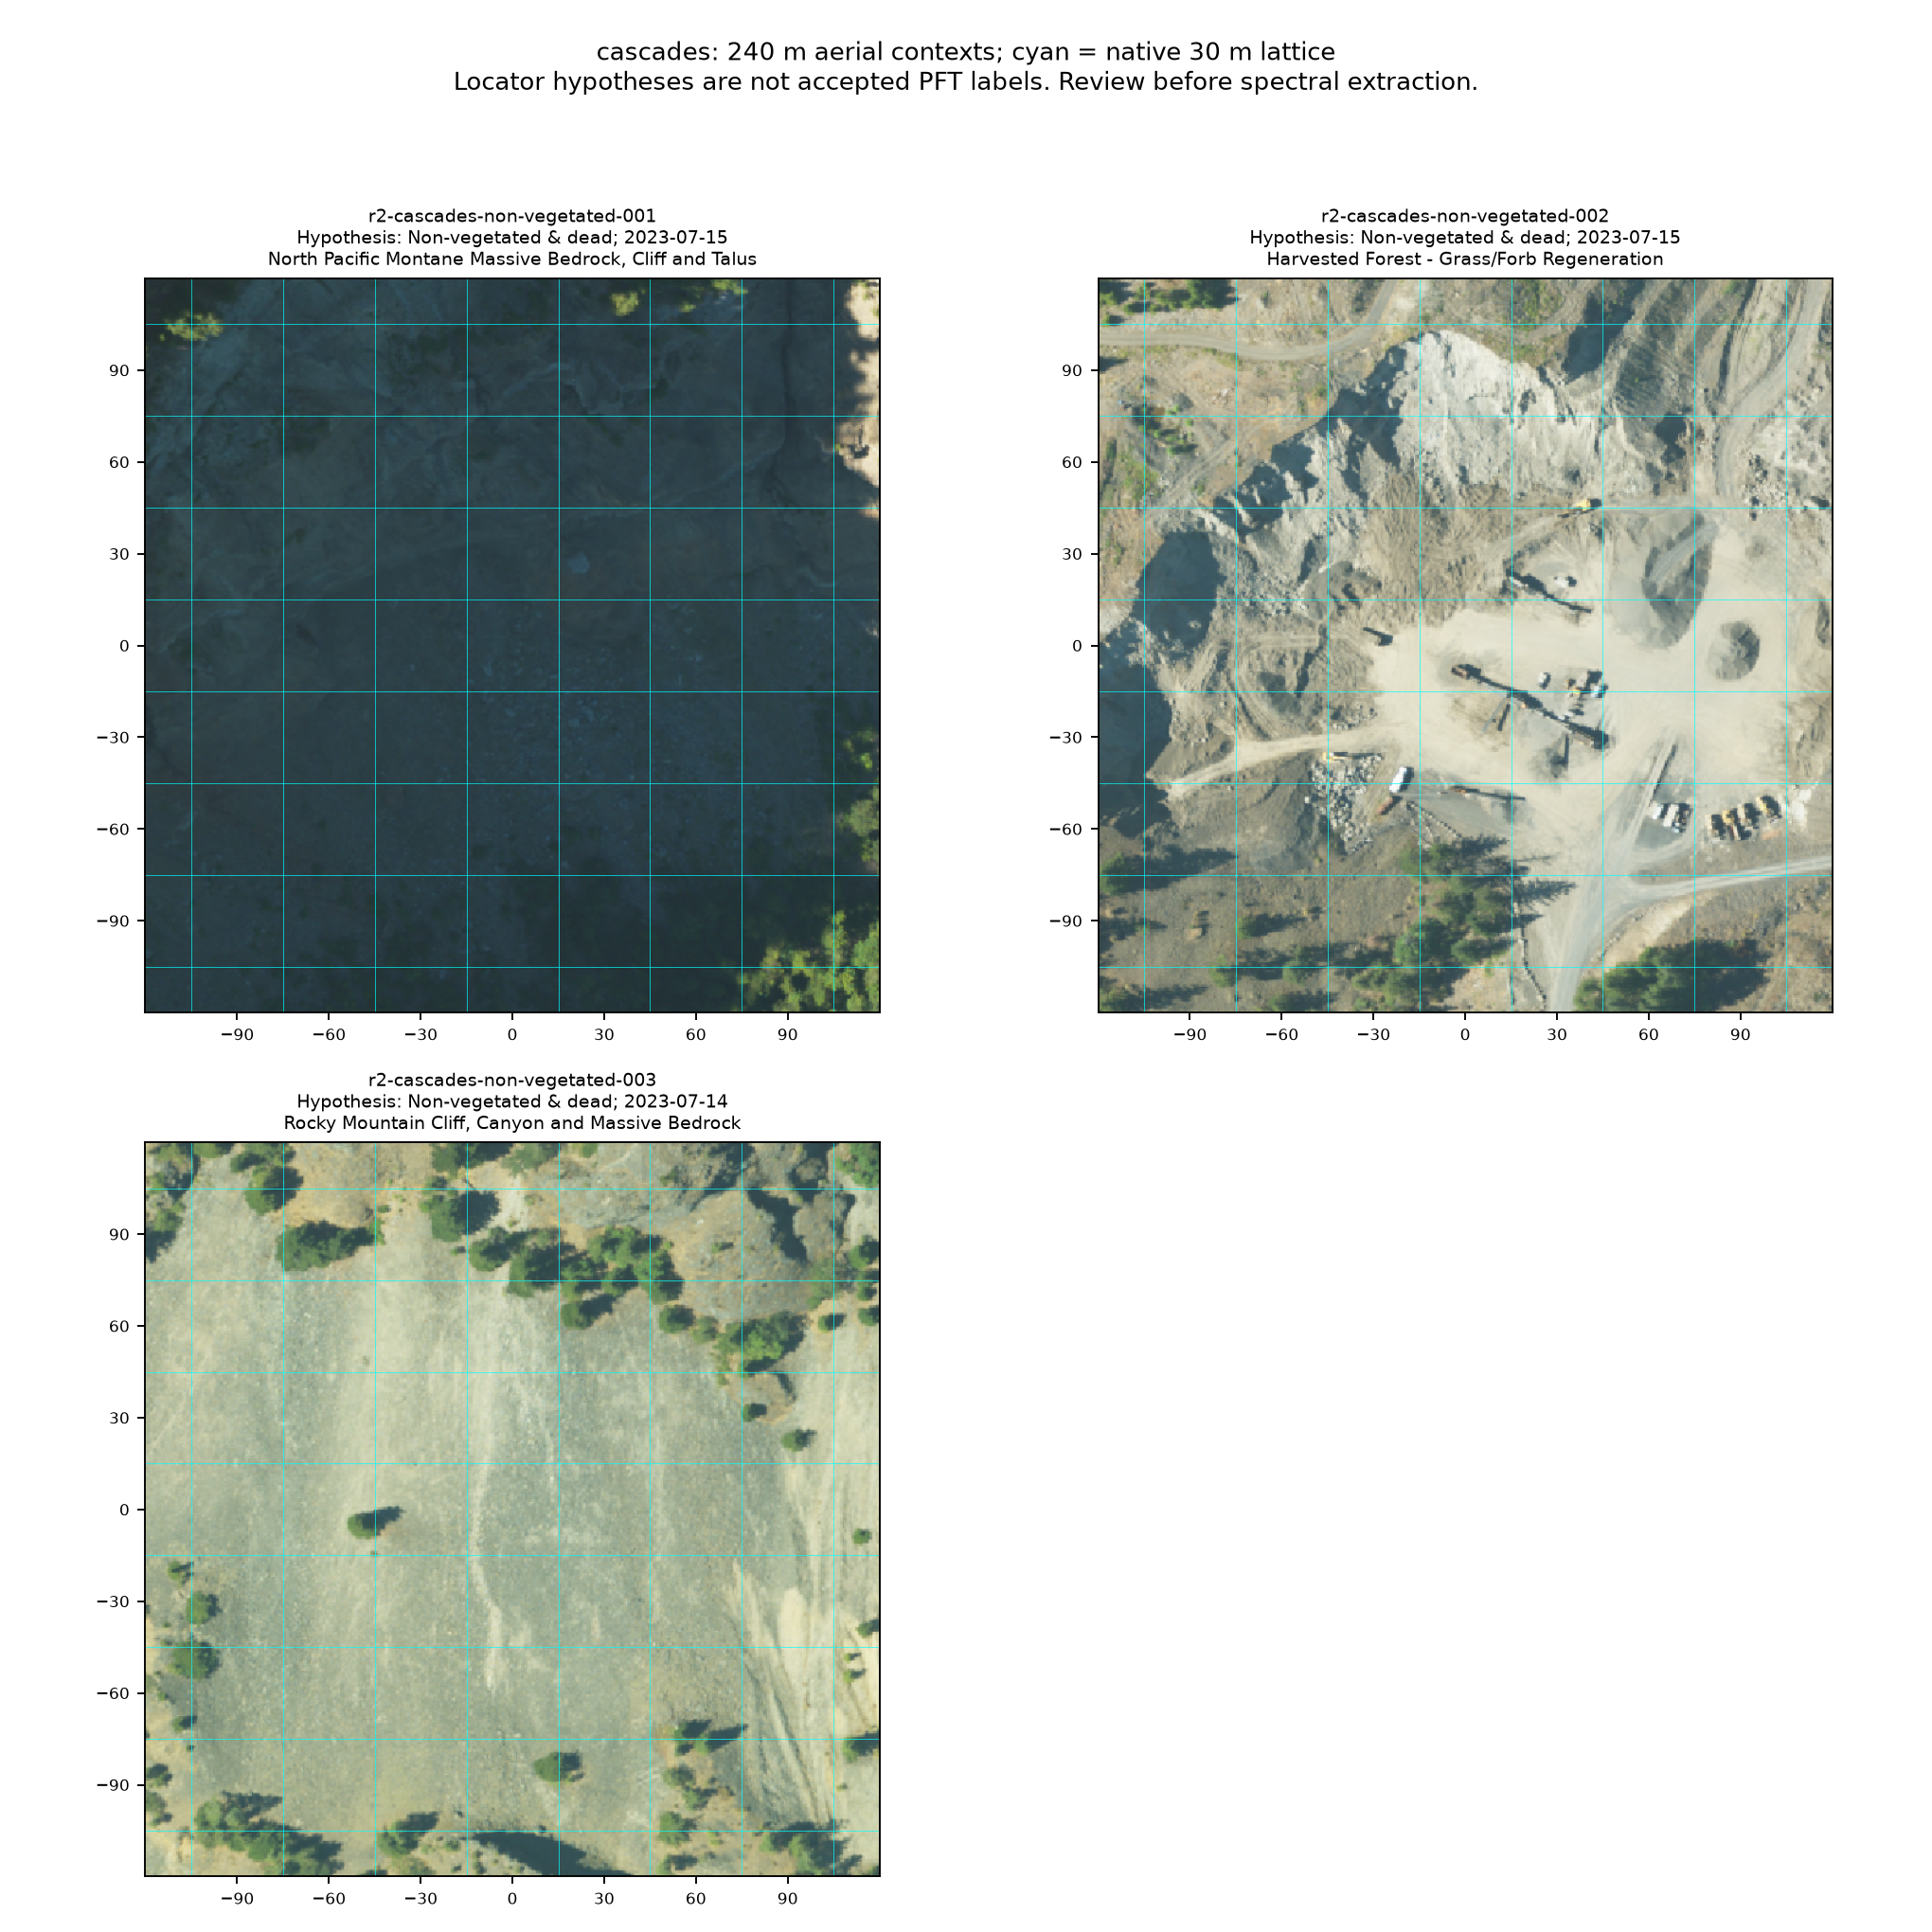 cascades: 240 m aerial contexts; cyan = native 30 m lattice
Locator hypotheses are not accepted PFT labels. Review before spectral extraction.
r2-cascades-non-vegetated-001
Hypothesis: Non-vegetated & dead; 2023-07-15
North Pacific Montane Massive Bedrock, Cliff and Talus
90
60
30
0
−30
−60
−90
−90 −60 −30 0 30 60 90
r2-cascades-non-vegetated-002
Hypothesis: Non-vegetated & dead; 2023-07-15
Harvested Forest - Grass/Forb Regeneration
90
60
30
0
−30
−60
−90
−90 −60 −30 0 30 60 90
r2-cascades-non-vegetated-003
Hypothesis: Non-vegetated & dead; 2023-07-14
Rocky Mountain Cliff, Canyon and Massive Bedrock
90
60
30
0
−30
−60
−90
−90 −60 −30 0 30 60 90